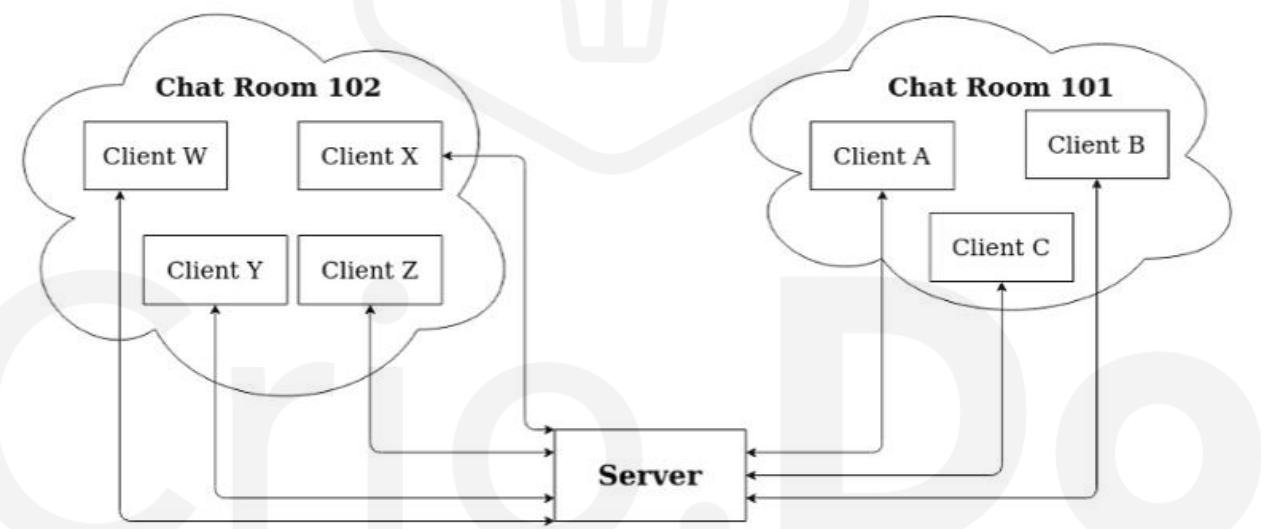 Chat Room 102
Client W
Client X
Client Y
Client Z
Chat Room 101
Client A
Client B
Client C
Server
Crio.Do